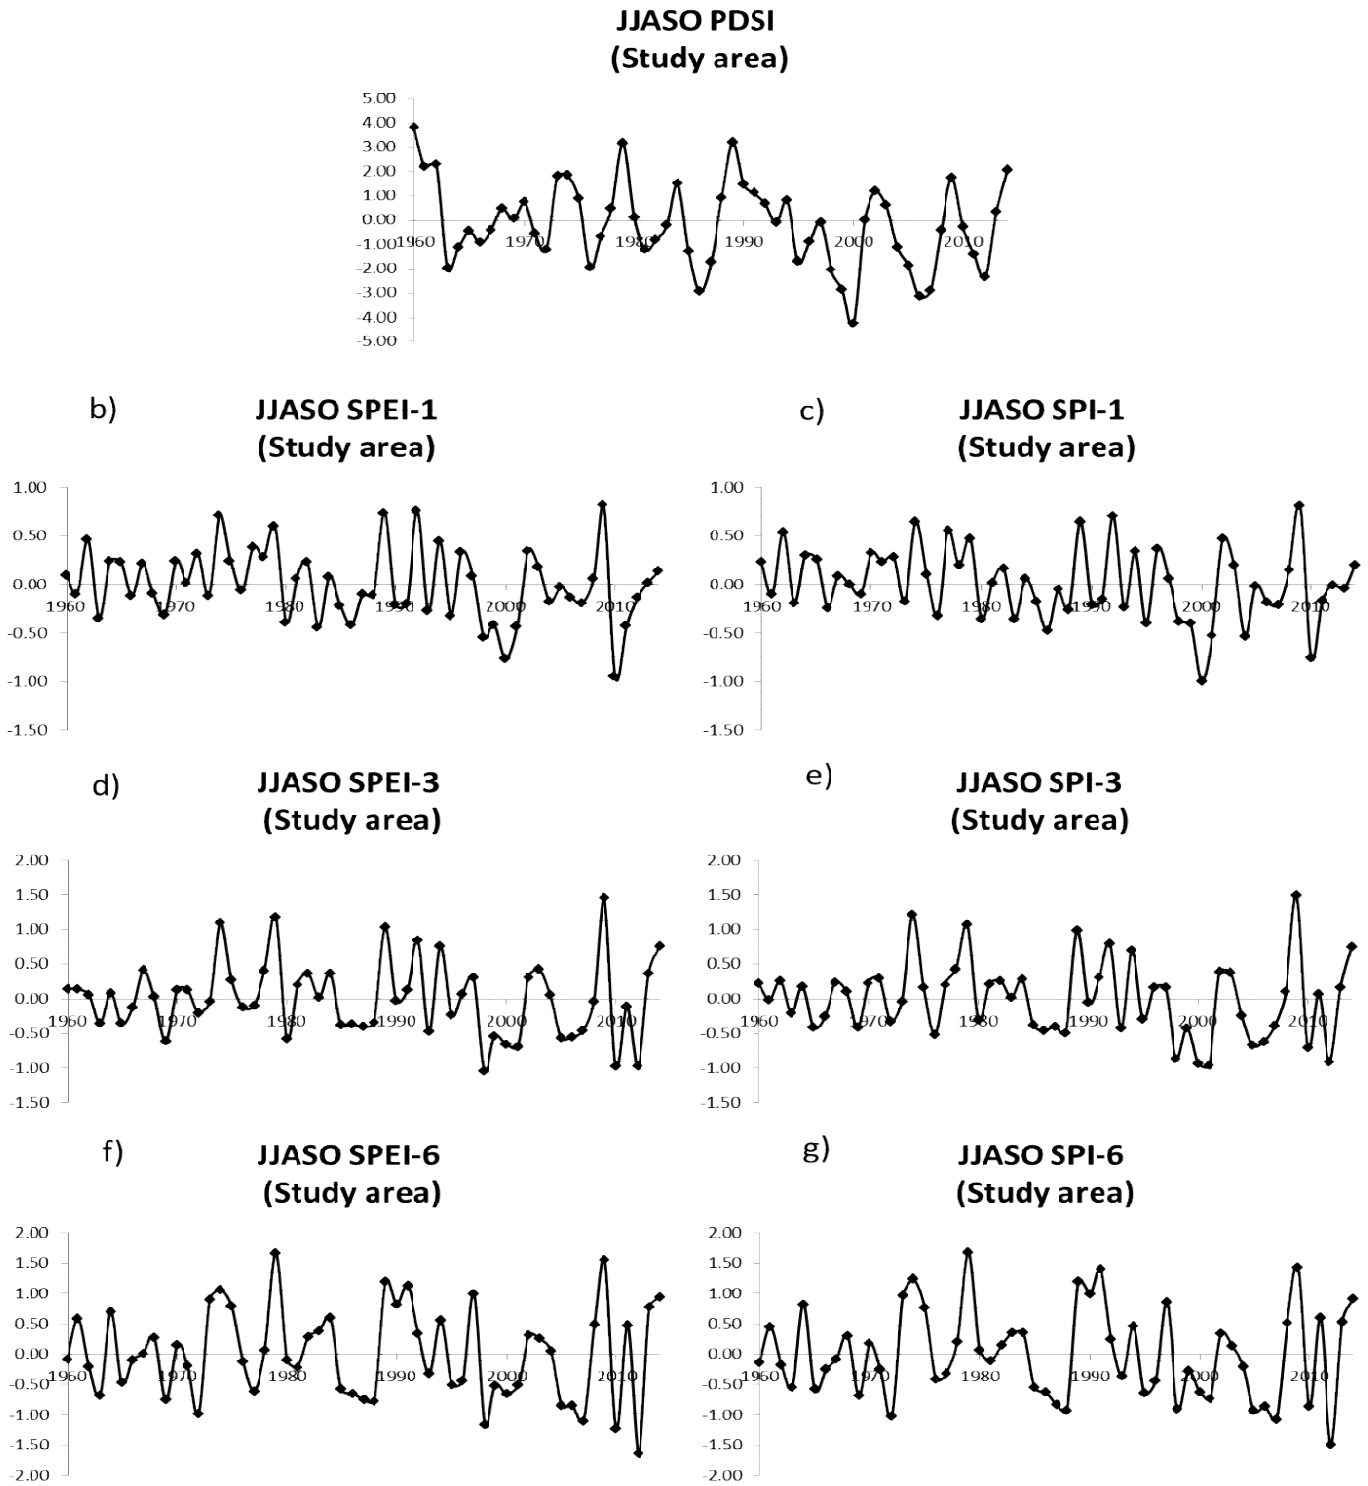 JJASO PDSI
(Study area)
5.00
4.00
3.00
2.00
1.00
0.00
-1.00
-2.00
-3.00
-4.00
-5.00
1960 1970 1980 1990 2000 2010
b) JJASO SPEI-1
(Study area)
1.00
0.50
0.00
-0.50
-1.00
-1.50
1960 1970 1980 1990 2000 2010
c) JJASO SPI-1
(Study area)
1.00
0.50
0.00
-0.50
-1.00
-1.50
1960 1970 1980 1990 2000 2010
d) JJASO SPEI-3
(Study area)
2.00
1.50
1.00
0.50
0.00
-0.50
-1.00
-1.50
1960 1970 1980 1990 2000 2010
e) JJASO SPI-3
(Study area)
2.00
1.50
1.00
0.50
0.00
-0.50
-1.00
-1.50
1960 1970 1980 1990 2000 2010
f) JJASO SPEI-6
(Study area)
2.00
1.50
1.00
0.50
0.00
-0.50
-1.00
-1.50
-2.00
1960 1970 1980 1990 2000 2010
g) JJASO SPI-6
(Study area)
2.00
1.50
1.00
0.50
0.00
-0.50
-1.00
-1.50
-2.00
1960 1970 1980 1990 2000 2010